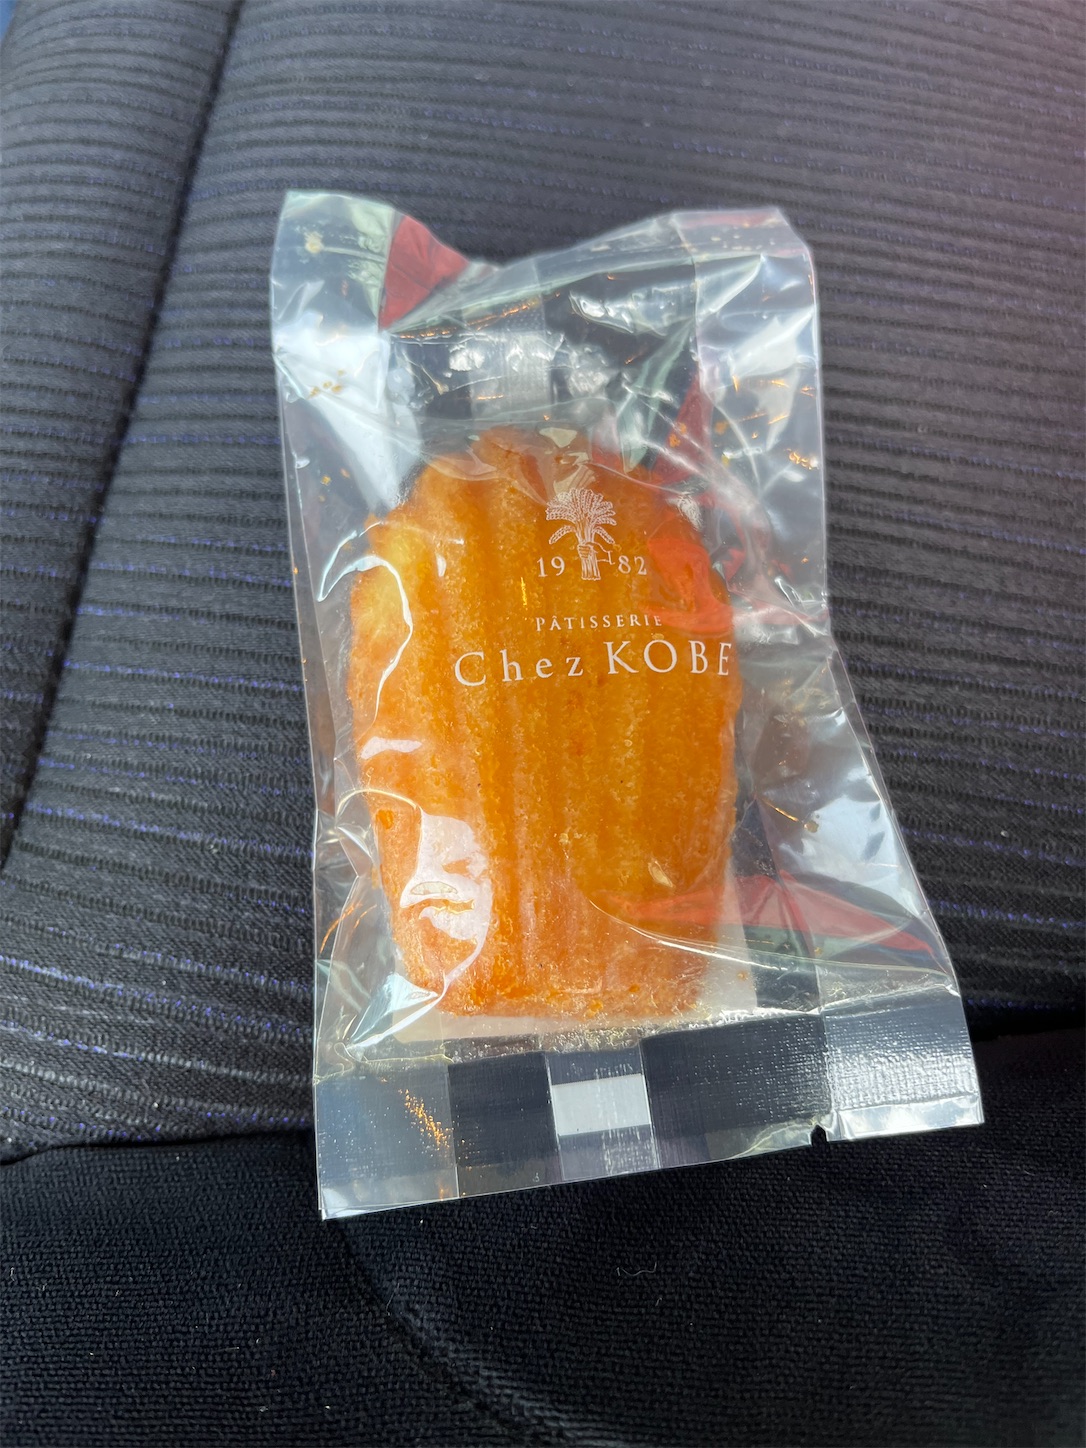 19 82
PÂTISSERIE
Chez KOBE